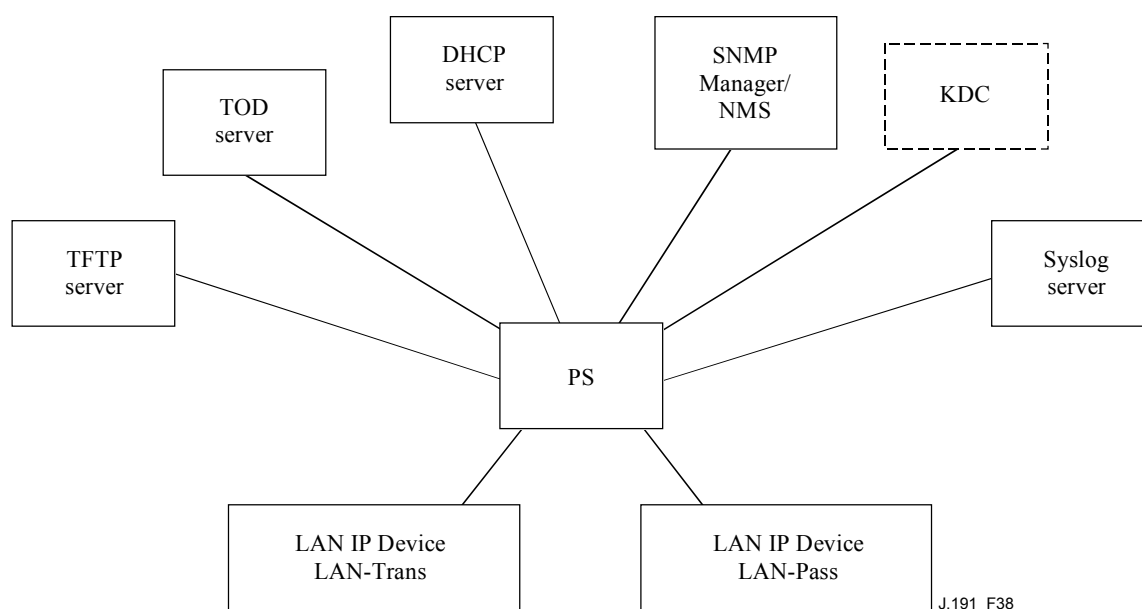 DHCP
server
SNMP
Manager/
NMS
TOD
server
KDC
TFTP
server
Syslog
server
PS
LAN IP Device
LAN-Trans
LAN IP Device
LAN-Pass
J.191_F38